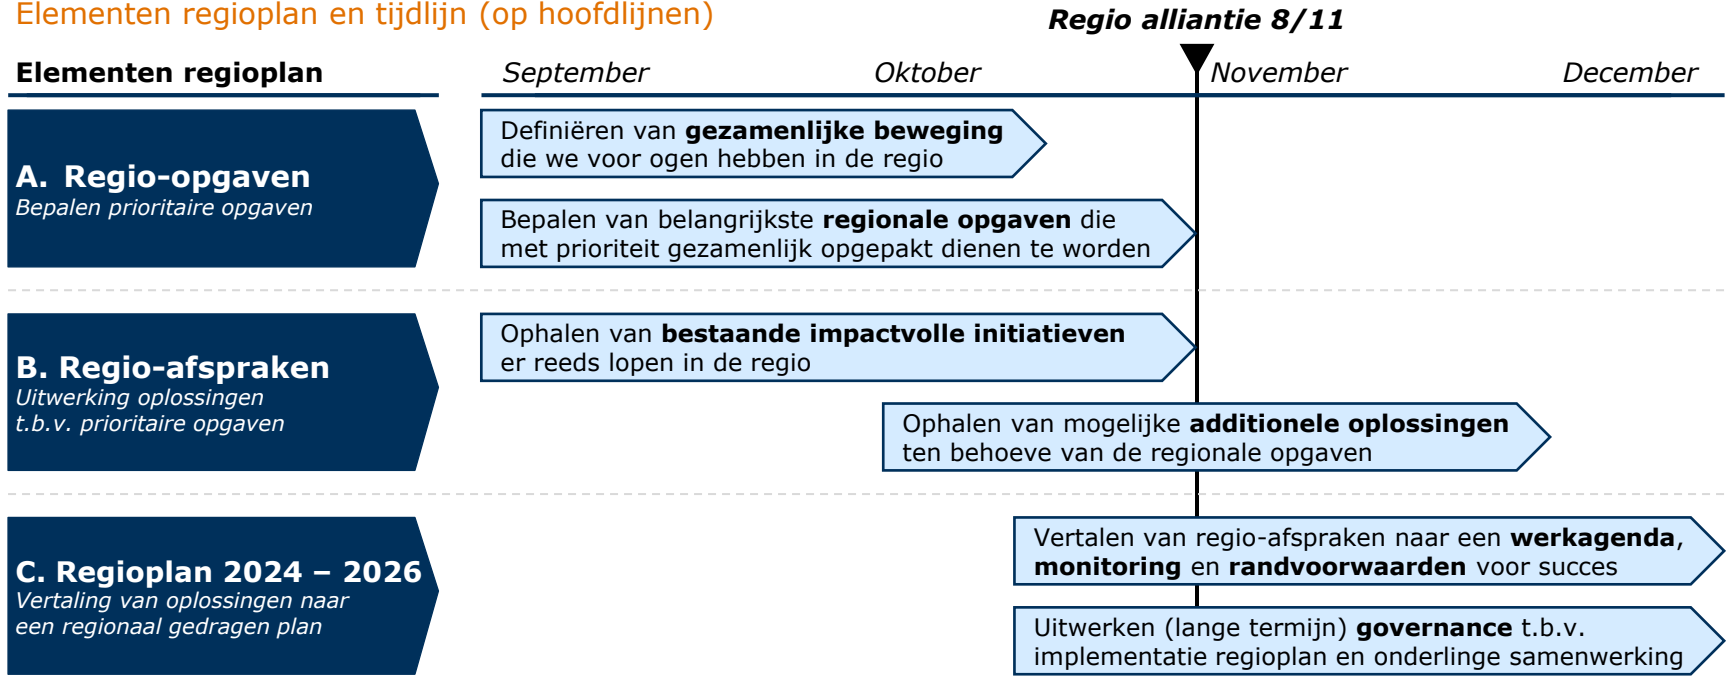 Elementen regioplan en tijdlijn (op hoofdlijnen)
Regio alliantie 8/11
Elementen regioplan
September
Oktober
November
December
A. Regio-opgaven
Bepalen prioritaire opgaven
Definiëren van gezamenlijke beweging
die we voor ogen hebben in de regio
Bepalen van belangrijkste regionale opgaven die
met prioriteit gezamenlijk opgepakt dienen te worden
B. Regio-afspraken
Uitwerking oplossingen
t.b.v. prioritaire opgaven
Ophalen van bestaande impactvolle initiatieven
er reeds lopen in de regio
Ophalen van mogelijke additionele oplossingen
ten behoeve van de regionale opgaven
C. Regioplan 2024 – 2026
Vertaling van oplossingen naar
een regionaal gedragen plan
Vertalen van regio-afspraken naar een werkagenda,
monitoring en randvoorwaarden voor succes
Uitwerken (lange termijn) governance t.b.v.
implementatie regioplan en onderlinge samenwerking